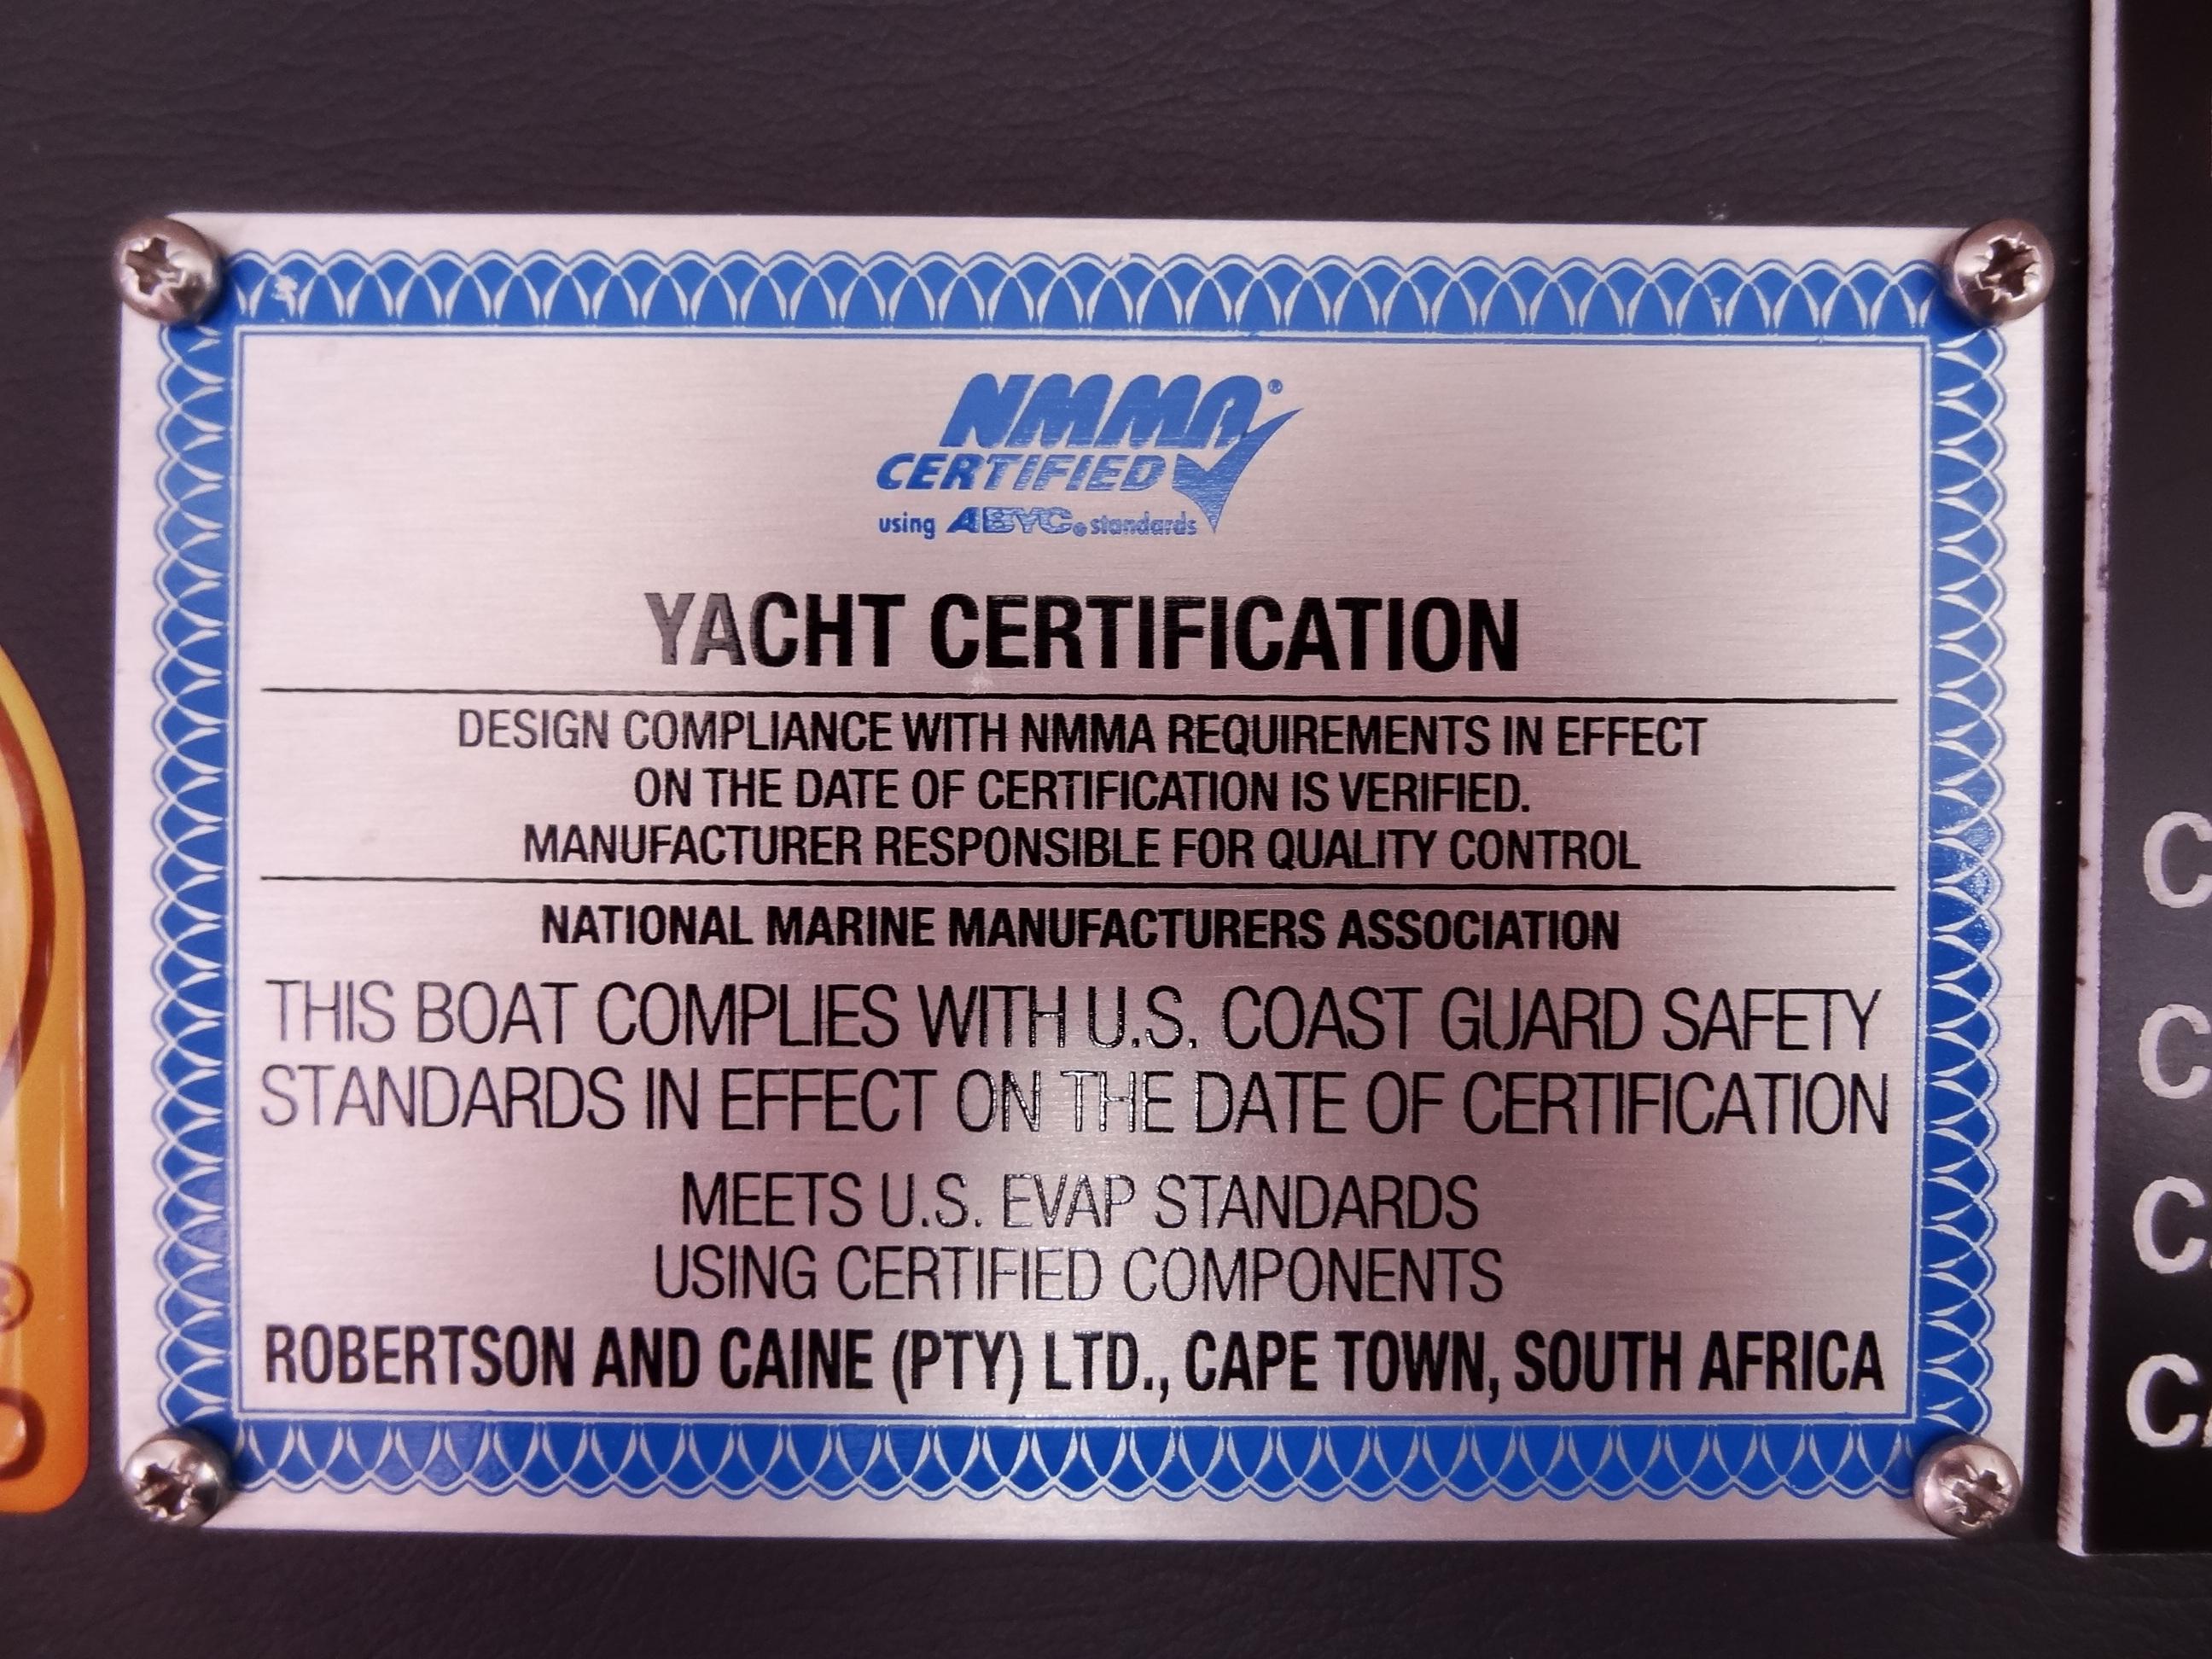 NMMA®
CERTIFIED
using ABYC® standards
YACHT CERTIFICATION
DESIGN COMPLIANCE WITH NMMA REQUIREMENTS IN EFFECT
ON THE DATE OF CERTIFICATION IS VERIFIED.
MANUFACTURER RESPONSIBLE FOR QUALITY CONTROL
NATIONAL MARINE MANUFACTURERS ASSOCIATION
THIS BOAT COMPLIES WITH U.S. COAST GUARD SAFETY
STANDARDS IN EFFECT ON THE DATE OF CERTIFICATION
MEETS U.S. EVAP STANDARDS
USING CERTIFIED COMPONENTS
ROBERTSON AND CAINE (PTY) LTD., CAPE TOWN, SOUTH AFRICA